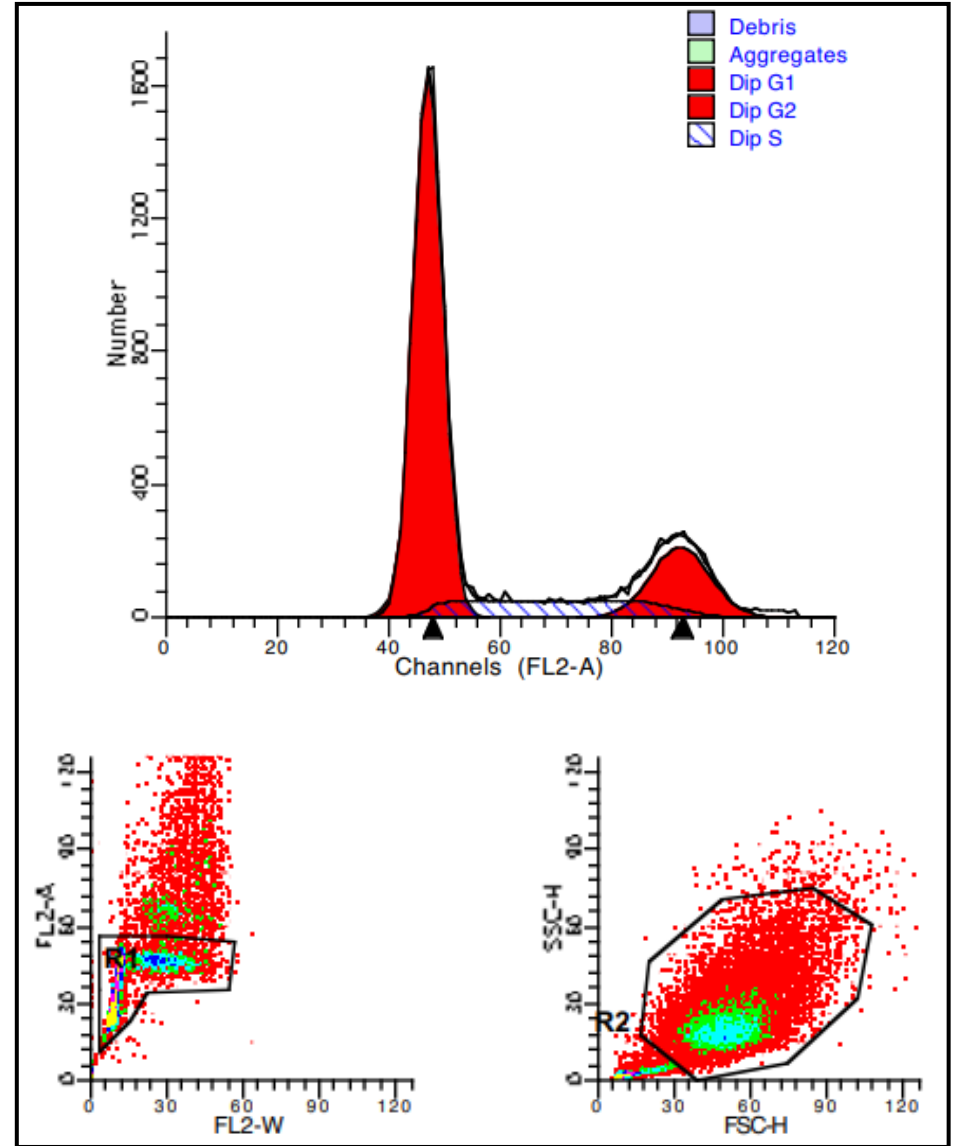 Debris
Aggregates
Dip G1
Dip G2
Dip S
Number
0 400 800 1200 1600
0 20 40 60 80 100 120
Channels (FL2-A)
FL2-A
0 30 60 90 120
R1
0 30 60 90 120
FL2-W
SSC-H
0 30 60 90 120
R2
0 30 60 90 120
FSC-H